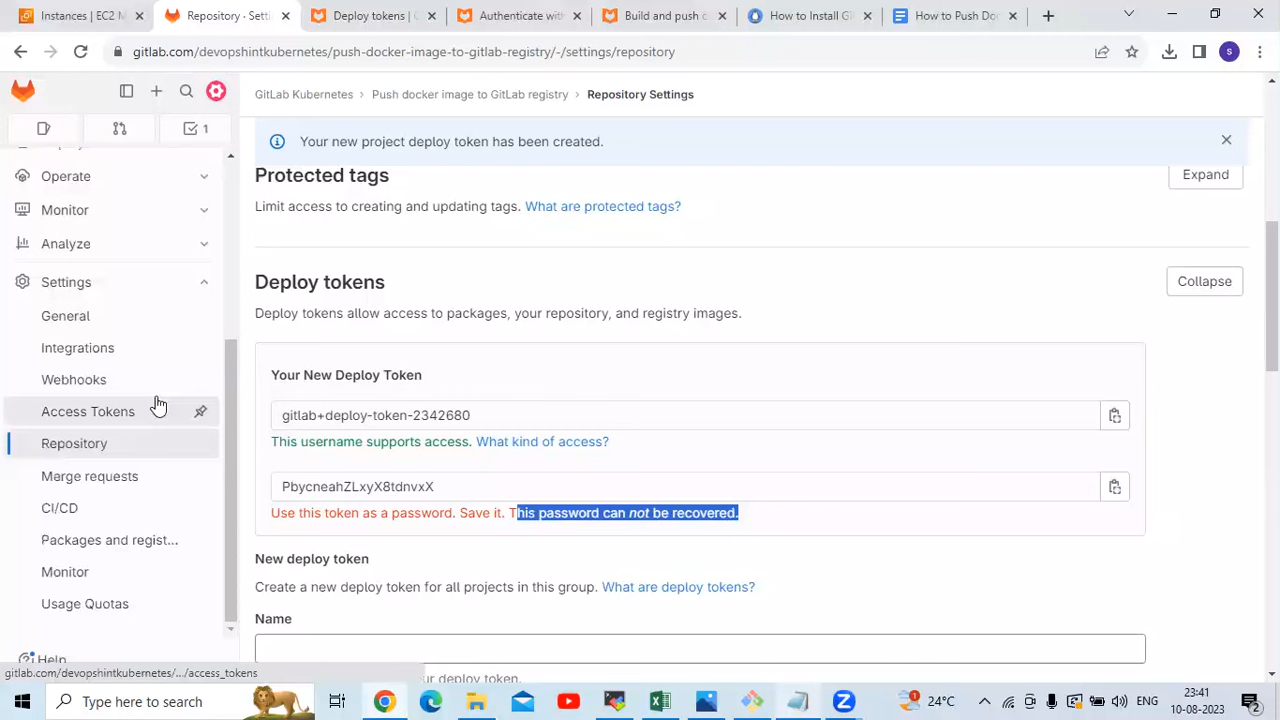 Instances | EC2 M
Repository · Setti
Deploy tokens | G
Authenticate with
Build and push c
How to Install Git
How to Push Do
gitlab.com/devopshintkubernetes/push-docker-image-to-gitlab-registry/-/settings/repository
S
GitLab Kubernetes > Push docker image to GitLab registry > Repository Settings
1
Your new project deploy token has been created.
Operate
Monitor
Analyze
Settings
General
Integrations
Webhooks
Access Tokens
Repository
Merge requests
CI/CD
Packages and regist...
Monitor
Usage Quotas
Help
Protected tags
Expand
Limit access to creating and updating tags. What are protected tags?
Deploy tokens
Collapse
Deploy tokens allow access to packages, your repository, and registry images.
Your New Deploy Token
gitlab+deploy-token-2342680
This username supports access. What kind of access?
PbycneahZLxyX8tdnvxX
Use this token as a password. Save it. This password can not be recovered.
New deploy token
Create a new deploy token for all projects in this group. What are deploy tokens?
Name
ur deploy token.
gitlab.com/devopshintkubernetes/.../access_tokens
Type here to search
24°C
ENG
23:41
10-08-2023
2